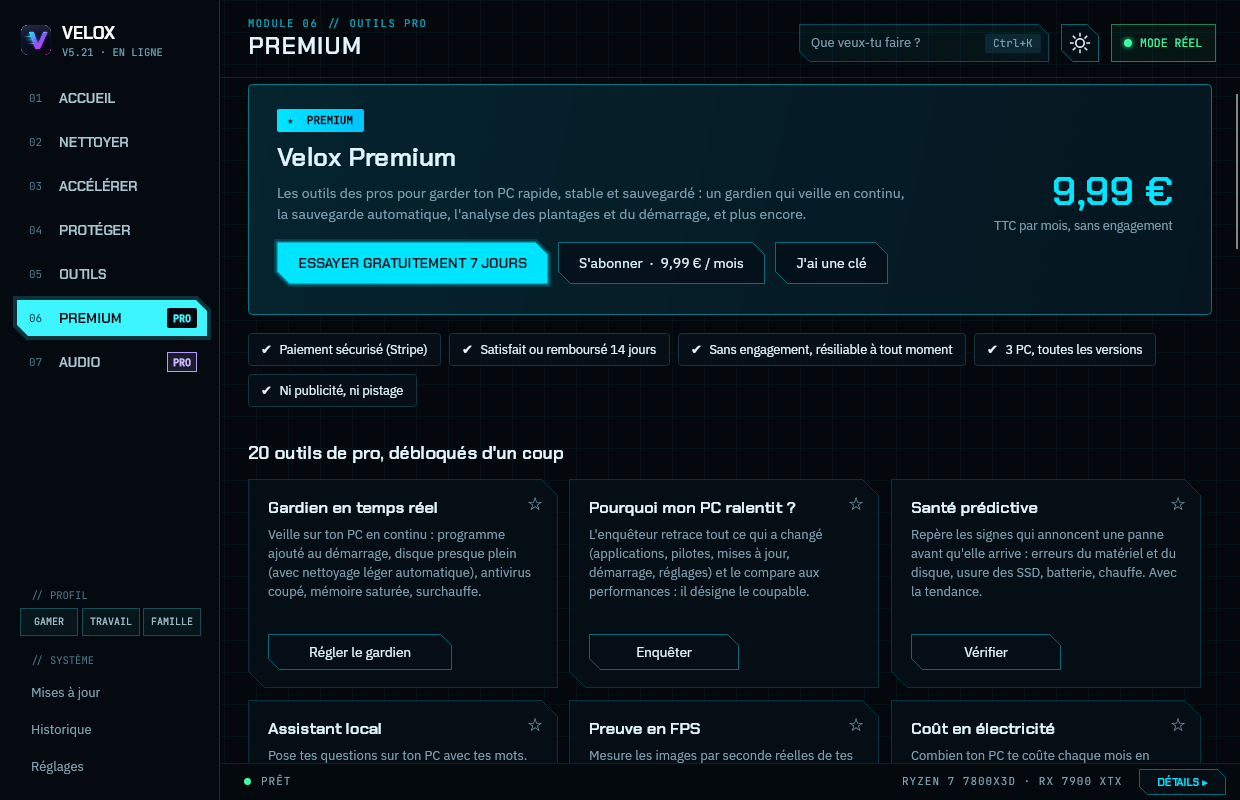 VELOX
V5.21 · EN LIGNE
01 ACCUEIL
02 NETTOYER
03 ACCÉLÉRER
04 PROTÉGER
05 OUTILS
06 PREMIUM PRO
07 AUDIO PRO
// PROFIL
GAMER TRAVAIL FAMILLE
// SYSTÈME
Mises à jour
Historique
Réglages
MODULE 06 // OUTILS PRO
PREMIUM
Que veux-tu faire ? Ctrl+K
MODE RÉEL
★ PREMIUM
Velox Premium
Les outils des pros pour garder ton PC rapide, stable et sauvegardé : un gardien qui veille en continu,
la sauvegarde automatique, l'analyse des plantages et du démarrage, et plus encore.
ESSAYER GRATUITEMENT 7 JOURS
S'abonner · 9,99 € / mois
J'ai une clé
9,99 €
TTC par mois, sans engagement
✔ Paiement sécurisé (Stripe)
✔ Satisfait ou remboursé 14 jours
✔ Sans engagement, résiliable à tout moment
✔ 3 PC, toutes les versions
✔ Ni publicité, ni pistage
20 outils de pro, débloqués d'un coup
Gardien en temps réel ☆
Veille sur ton PC en continu : programme
ajouté au démarrage, disque presque plein
(avec nettoyage léger automatique), antivirus
coupé, mémoire saturée, surchauffe.
Régler le gardien
Pourquoi mon PC ralentit ? ☆
L'enquêteur retrace tout ce qui a changé
(applications, pilotes, mises à jour,
démarrage, réglages) et le compare aux
performances : il désigne le coupable.
Enquêter
Santé prédictive ☆
Repère les signes qui annoncent une panne
avant qu'elle arrive : erreurs du matériel et du
disque, usure des SSD, batterie, chauffe. Avec
la tendance.
Vérifier
Assistant local ☆
Pose tes questions sur ton PC avec tes mots.
Preuve en FPS ☆
Mesure les images par seconde réelles de tes
Coût en électricité ☆
Combien ton PC te coûte chaque mois en
PRÊT
RYZEN 7 7800X3D · RX 7900 XTX
DÉTAILS ▸